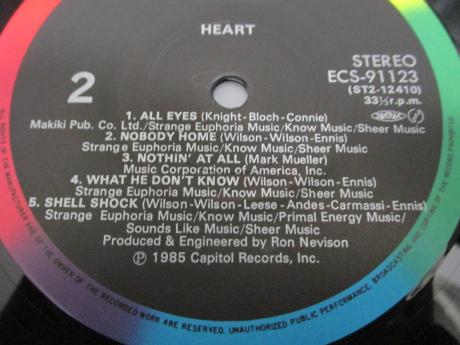 HEART
2
STEREO
ECS-91123
(ST2-12410)
33⅓r.p.m.
1. ALL EYES (Knight-Bloch-Connie)
Makiki Pub. Co. Ltd./Strange Euphoria Music/Know Music/Sheer Music
2. NOBODY HOME (Wilson-Wilson-Ennis)
Strange Euphoria Music/Know Music/Sheer Music
3. NOTHIN' AT ALL (Mark Mueller)
Music Corporation of America, Inc.
4. WHAT HE DON'T KNOW (Wilson-Wilson-Ennis)
Strange Euphoria Music/Know Music/Sheer Music
5. SHELL SHOCK (Wilson-Wilson-Leese-Andes-Carmassi-Ennis)
Strange Euphoria Music/Know Music/Primal Energy Music/
Sounds Like Music/Sheer Music
Produced & Engineered by Ron Nevison
℗ 1985 Capitol Records, Inc.
ALL RIGHTS OF THE MANUFACTURER AND OF THE OWNER OF THE RECORDED WORK ARE RESERVED. UNAUTHORIZED PUBLIC PERFORMANCE, BROADCASTING AND COPYING OF THE RECORD PROHIBITED